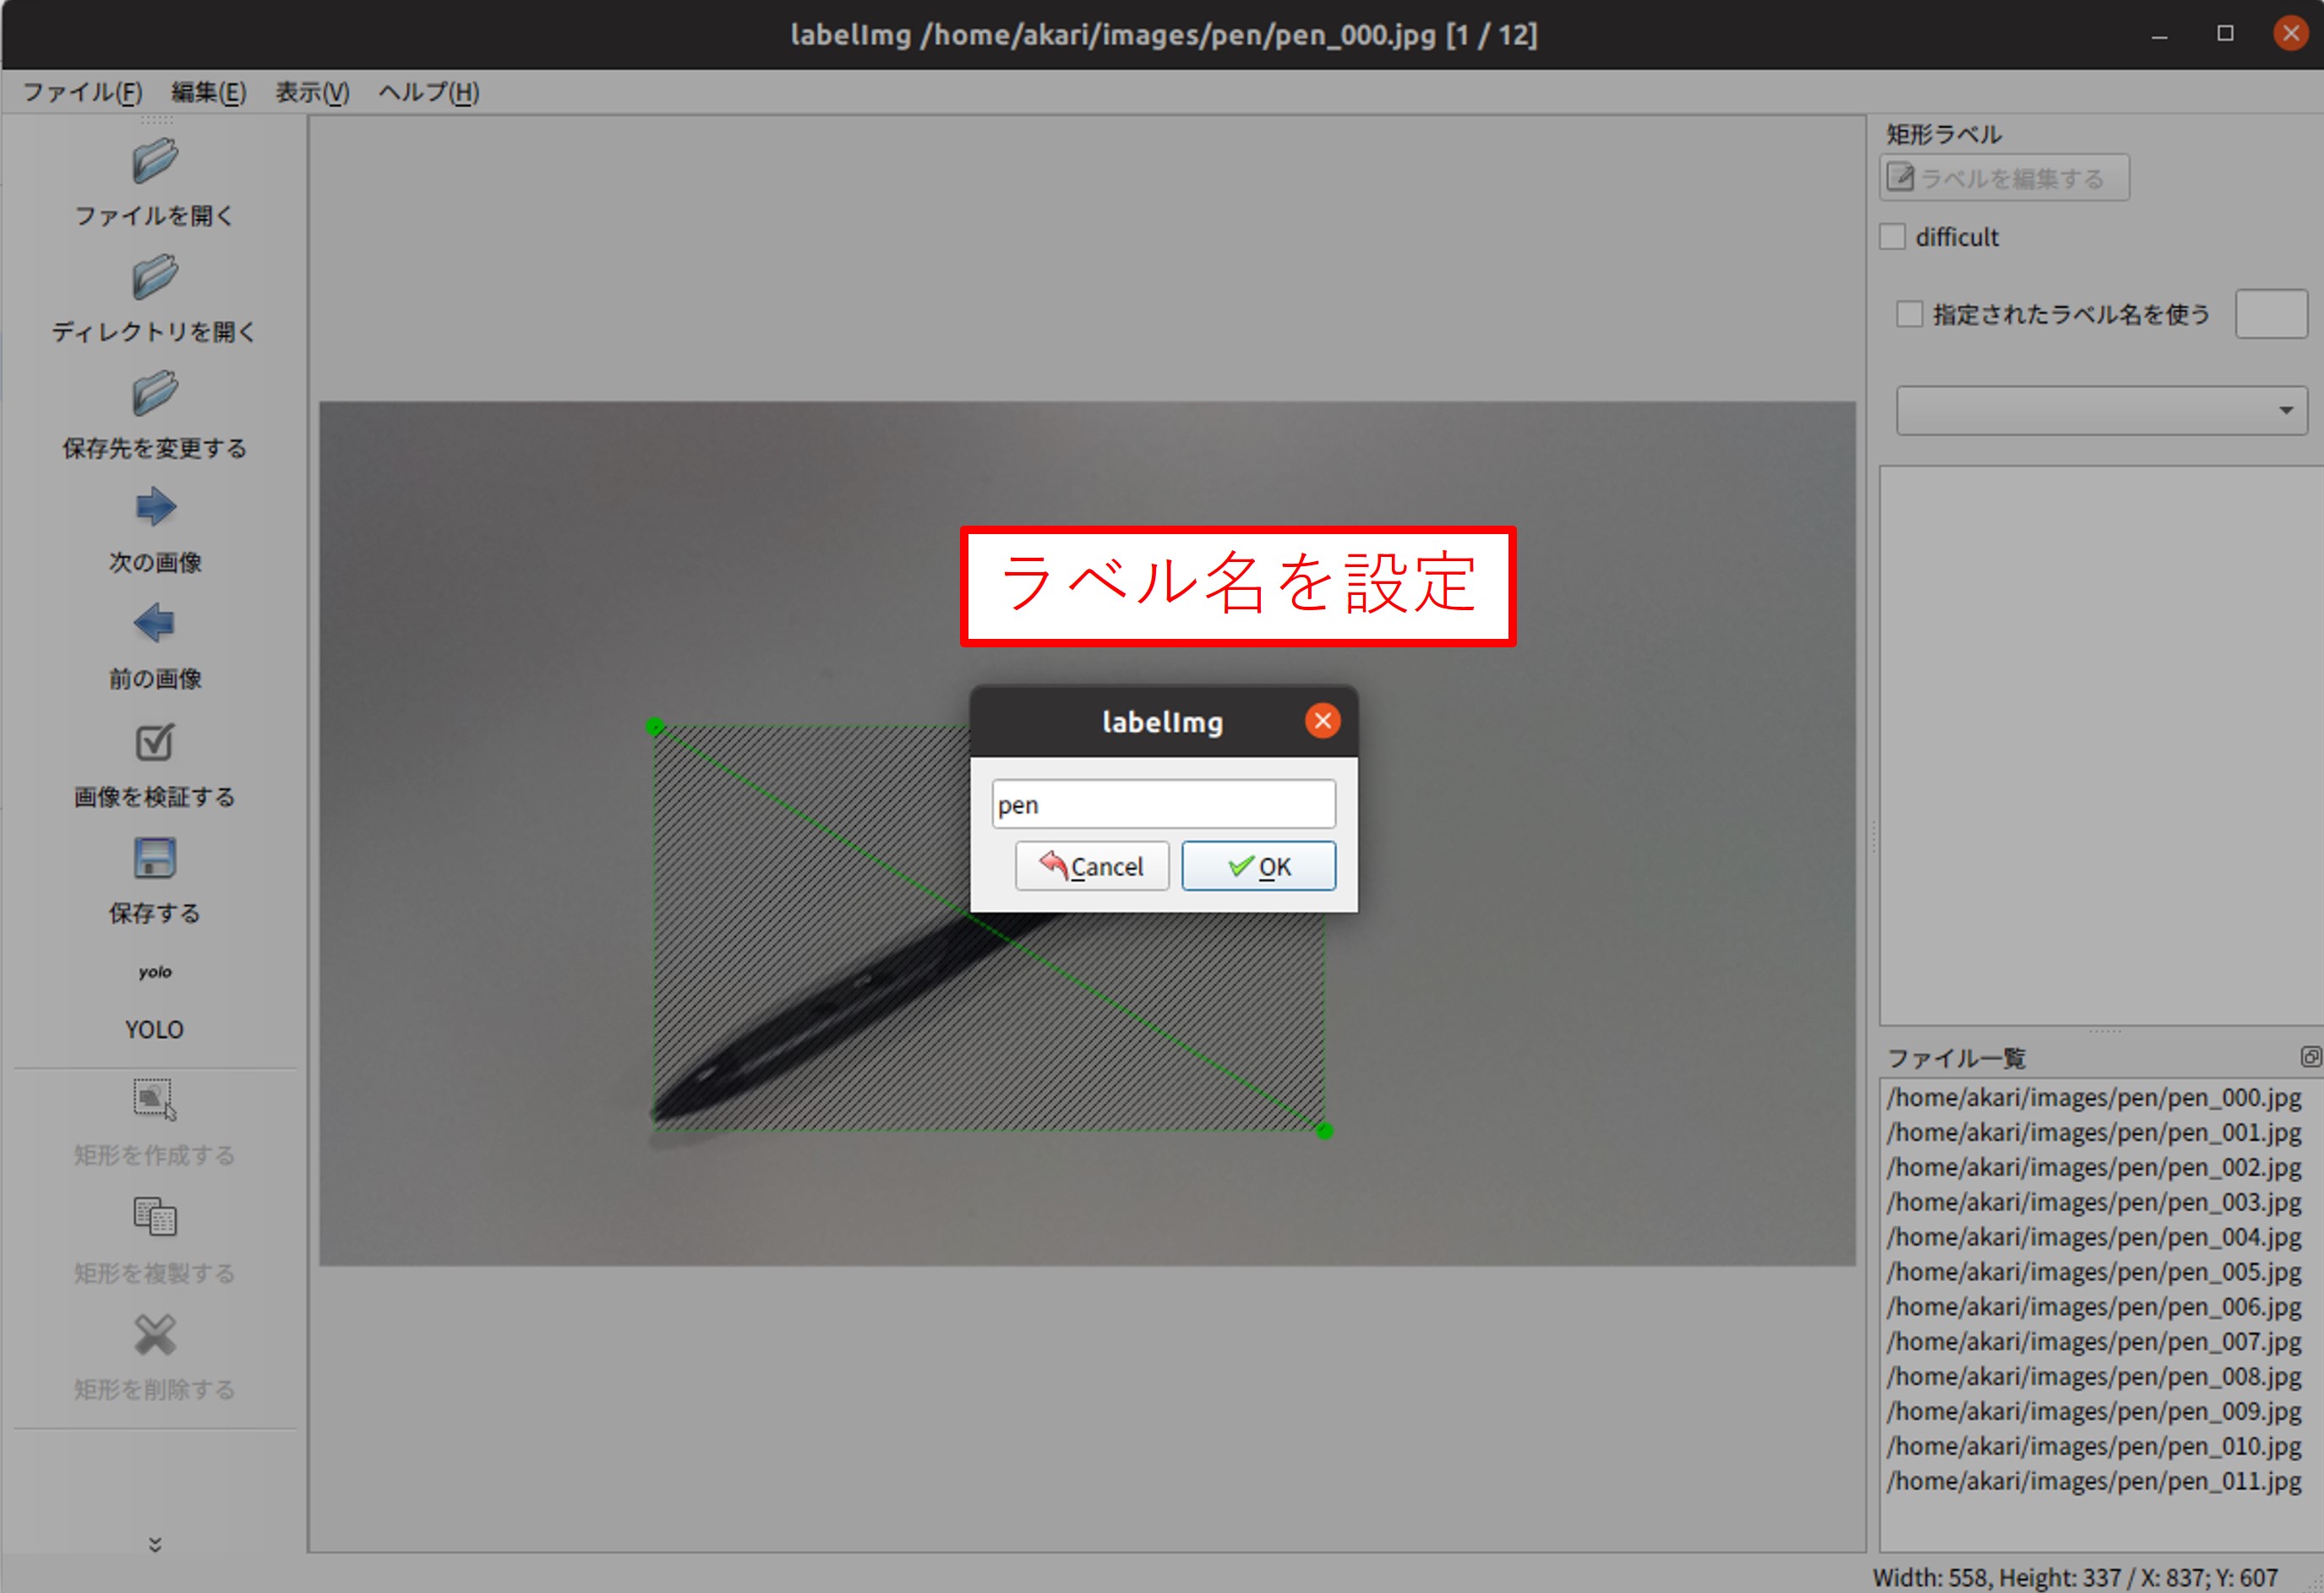 labelImg /home/akari/images/pen/pen_000.jpg [1 / 12]
ファイル(F) 編集(E) 表示(V) ヘルプ(H)
ファイルを開く
ディレクトリを開く
保存先を変更する
次の画像
前の画像
画像を検証する
保存する
yolo
YOLO
矩形を作成する
矩形を複製する
矩形を削除する
ラベル名を設定
labelImg
pen
Cancel OK
矩形ラベル
ラベルを編集する
difficult
指定されたラベル名を使う
ファイル一覧
/home/akari/images/pen/pen_000.jpg
/home/akari/images/pen/pen_001.jpg
/home/akari/images/pen/pen_002.jpg
/home/akari/images/pen/pen_003.jpg
/home/akari/images/pen/pen_004.jpg
/home/akari/images/pen/pen_005.jpg
/home/akari/images/pen/pen_006.jpg
/home/akari/images/pen/pen_007.jpg
/home/akari/images/pen/pen_008.jpg
/home/akari/images/pen/pen_009.jpg
/home/akari/images/pen/pen_010.jpg
/home/akari/images/pen/pen_011.jpg
Width: 558, Height: 337 / X: 837; Y: 607